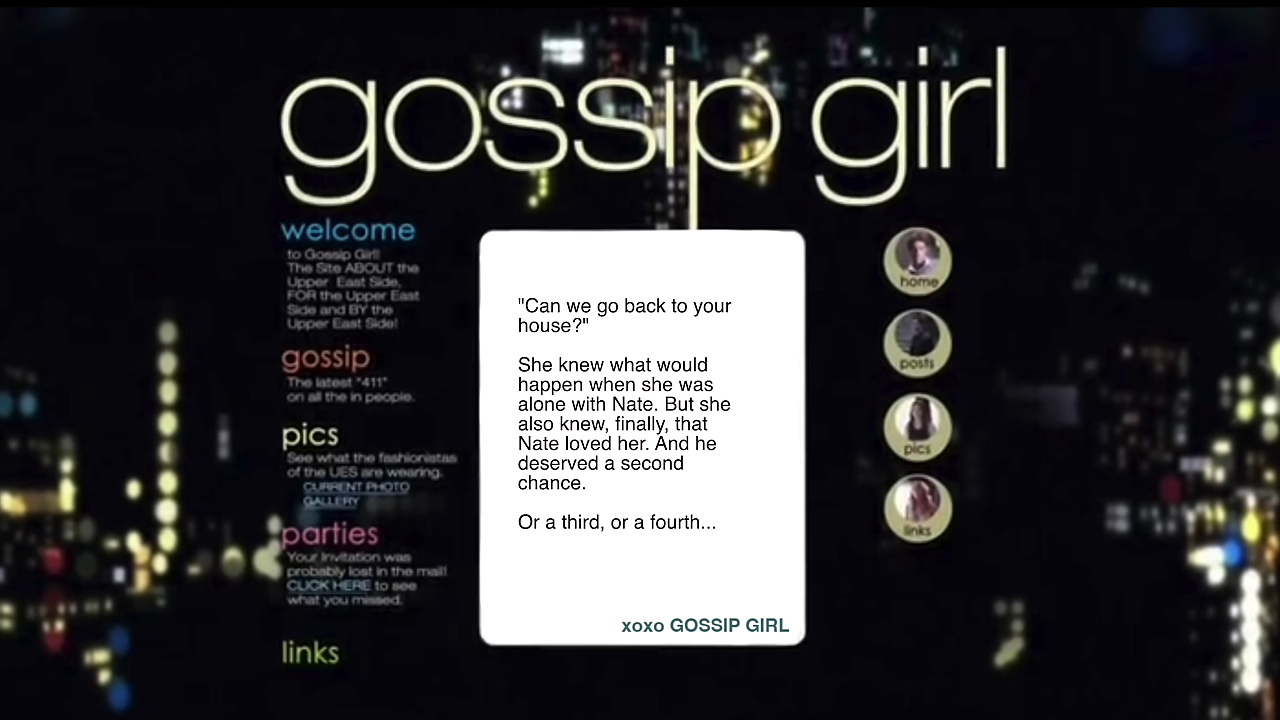 gossip girl
welcome
to Gossip Girl!
The Site ABOUT the
Upper East Side,
FOR the Upper East
Side and BY the
Upper East Side!
gossip
The latest "411"
on all the in people.
pics
See what the fashionistas
of the UES are wearing.
CURRENT PHOTO
GALLERY
parties
Your Invitation was
probably lost in the mail!
CLICK HERE to see
what you missed.
links
"Can we go back to your
house?"
She knew what would
happen when she was
alone with Nate. But she
also knew, finally, that
Nate loved her. And he
deserved a second
chance.
Or a third, or a fourth...
xoxo GOSSIP GIRL
home
posts
pics
links